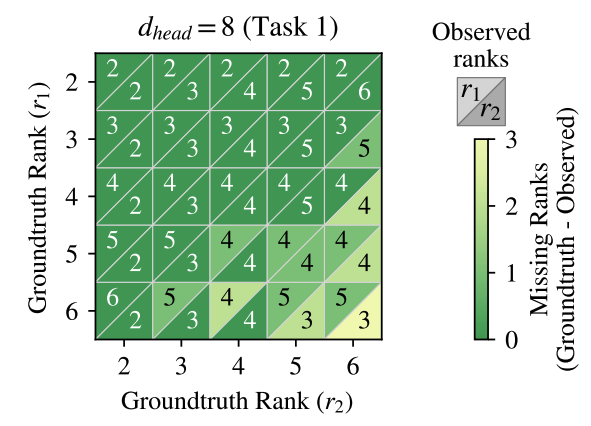 d_head = 8 (Task 1)
Observed
ranks
r₁
r₂
Groundtruth Rank (r₁)
2 2 2 2 3 2 4 2 5 2 6
3 3 2 3 3 3 4 3 5 3 5
4 4 2 4 3 4 4 4 5 4 4
5 5 2 5 3 4 4 4 4 4 4
6 6 2 5 3 4 4 5 3 5 3
2 3 4 5 6
Groundtruth Rank (r₂)
3
2
1
0
Missing Ranks
(Groundtruth - Observed)